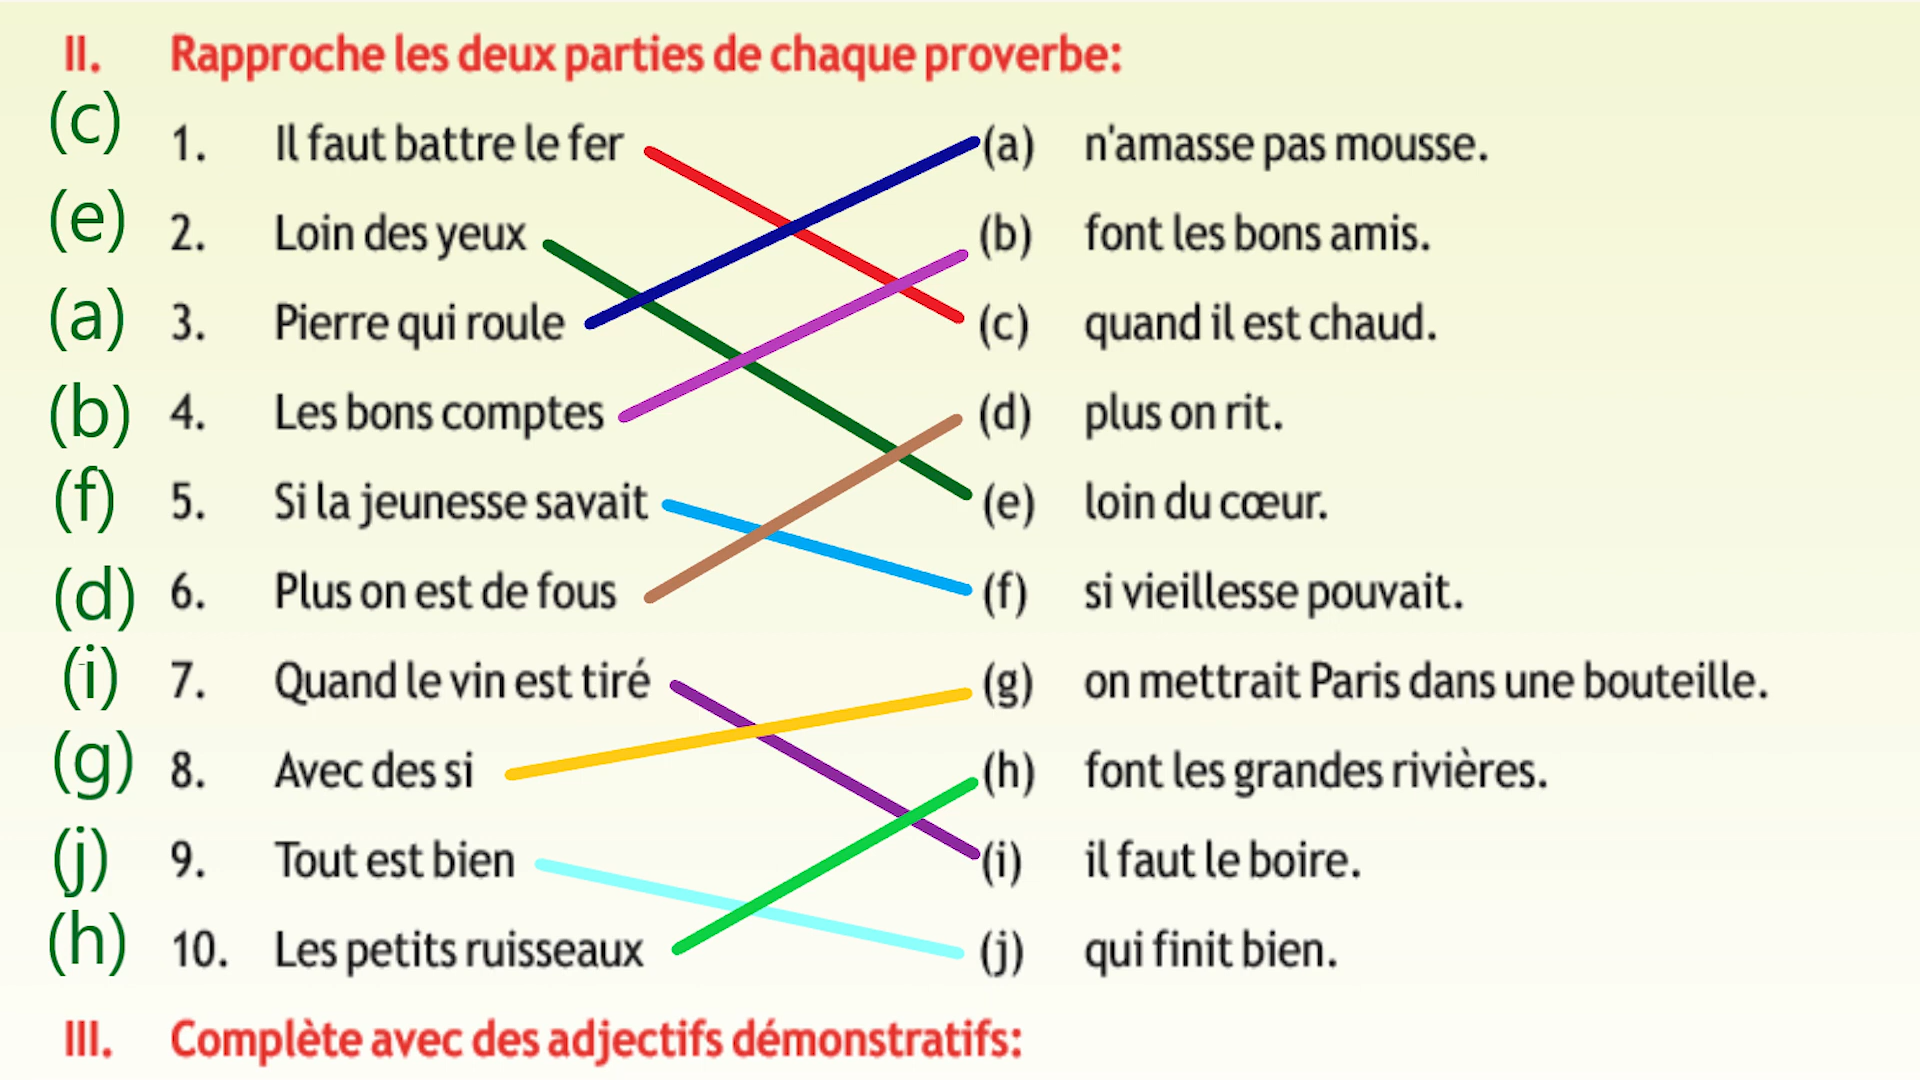 II. Rapproche les deux parties de chaque proverbe:
(c) 1. Il faut battre le fer (a) n'amasse pas mousse.
(e) 2. Loin des yeux (b) font les bons amis.
(a) 3. Pierre qui roule (c) quand il est chaud.
(b) 4. Les bons comptes (d) plus on rit.
(f) 5. Si la jeunesse savait (e) loin du cœur.
(d) 6. Plus on est de fous (f) si vieillesse pouvait.
(i) 7. Quand le vin est tiré (g) on mettrait Paris dans une bouteille.
(g) 8. Avec des si (h) font les grandes rivières.
(j) 9. Tout est bien (i) il faut le boire.
(h) 10. Les petits ruisseaux (j) qui finit bien.
III. Complète avec des adjectifs démonstratifs: